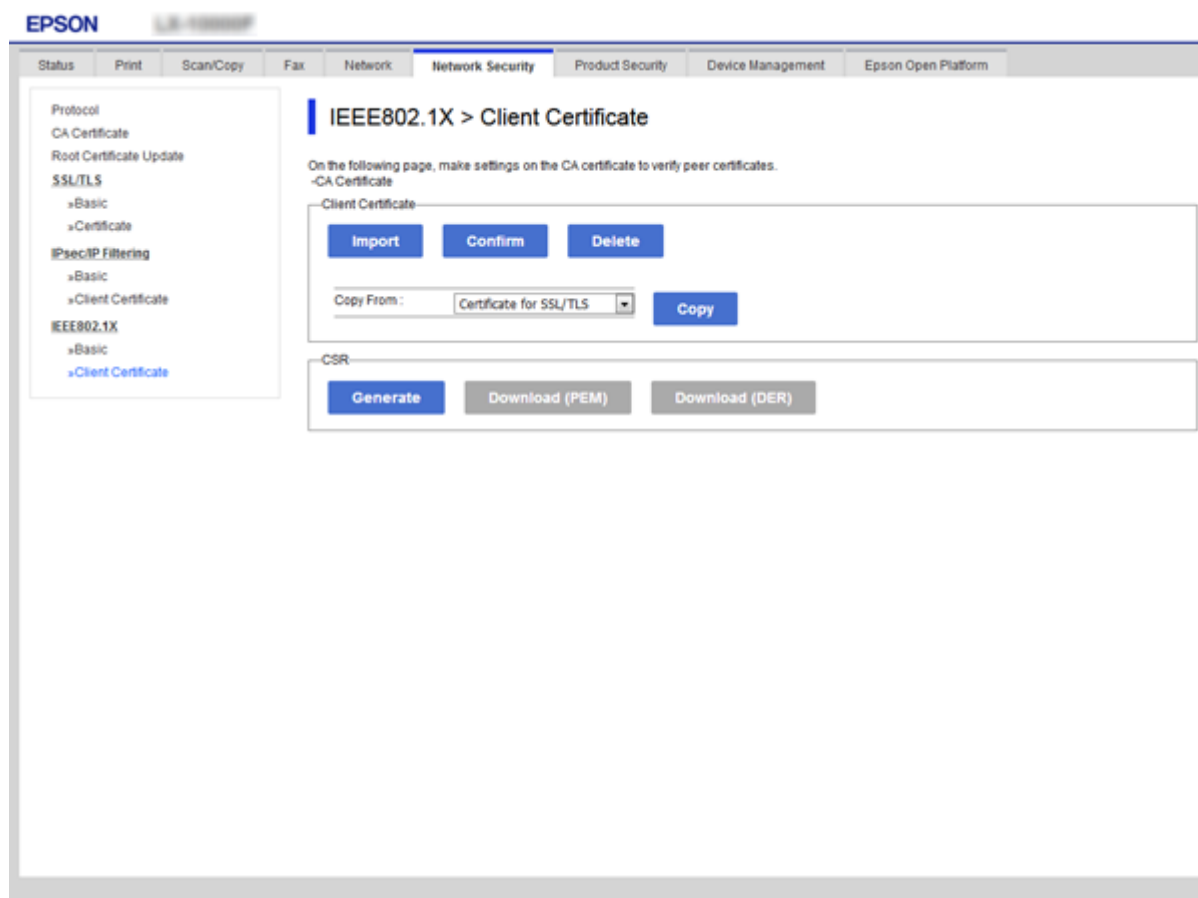 EPSON
Status Print Scan/Copy Fax Network Network Security Product Security Device Management Epson Open Platform
Protocol
CA Certificate
Root Certificate Update
SSL/TLS
»Basic
»Certificate
IPsec/IP Filtering
»Basic
»Client Certificate
IEEE802.1X
»Basic
»Client Certificate
IEEE802.1X > Client Certificate
On the following page, make settings on the CA certificate to verify peer certificates.
-CA Certificate
Client Certificate
Import Confirm Delete
Copy From : Certificate for SSL/TLS Copy
CSR
Generate Download (PEM) Download (DER)